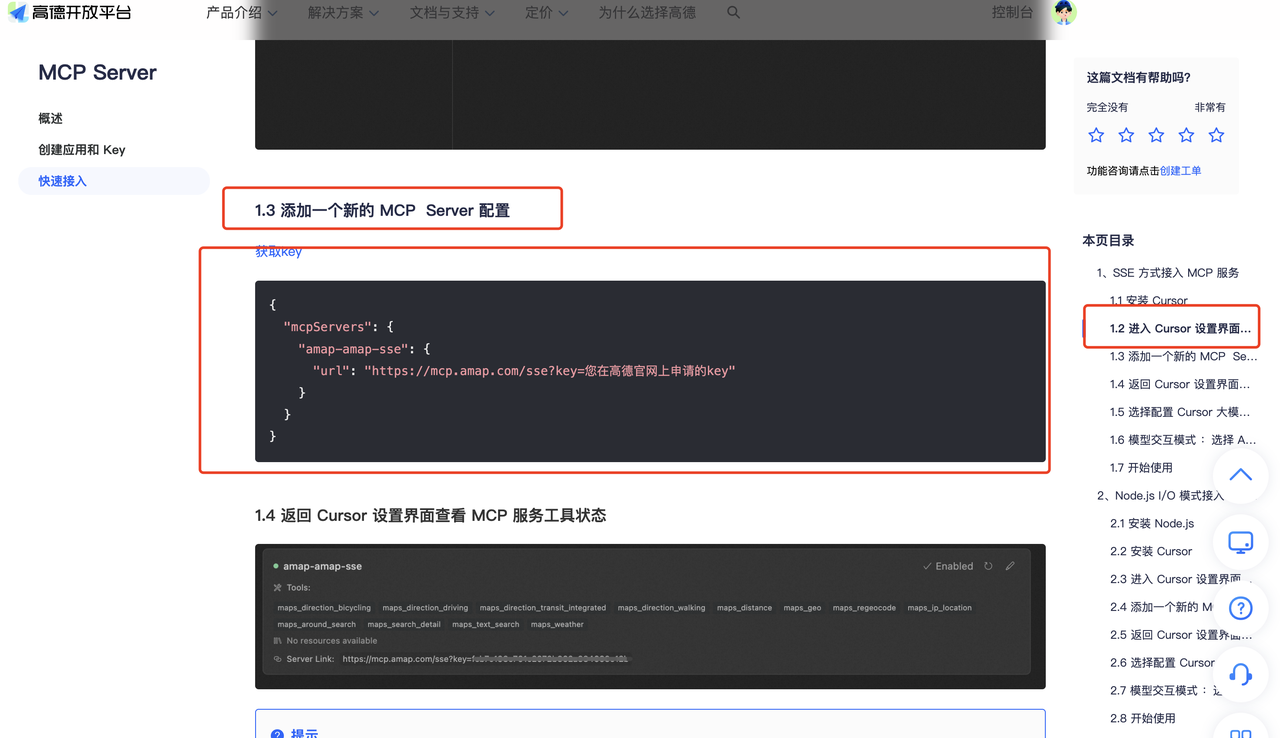 高德开放平台
产品介绍
解决方案
文档与支持
定价
为什么选择高德
控制台
MCP Server
概述
创建应用和 Key
快速接入
1.3 添加一个新的 MCP Server 配置
获取key
{
"mcpServers": {
"amap-amap-sse": {
"url": "https://mcp.amap.com/sse?key=您在高德官网上申请的key"
}
}
}
1.4 返回 Cursor 设置界面查看 MCP 服务工具状态
amap-amap-sse
Enabled
Tools:
maps_direction_bicycling maps_direction_driving maps_direction_transit_integrated maps_direction_walking maps_distance maps_geo maps_regeocode maps_ip_location
maps_around_search maps_search_detail maps_text_search maps_weather
No resources available
Server Link: https://mcp.amap.com/sse?key=
提示
这篇文档有帮助吗?
完全没有 非常有
功能咨询请点击创建工单
本页目录
1、SSE 方式接入 MCP 服务
1.1 安装 Cursor
1.2 进入 Cursor 设置界面...
1.3 添加一个新的 MCP Se...
1.4 返回 Cursor 设置界面...
1.5 选择配置 Cursor 大模...
1.6 模型交互模式 ：选择 A...
1.7 开始使用
2、Node.js I/O 模式接入
2.1 安装 Node.js
2.2 安装 Cursor
2.3 进入 Cursor 设置界面
2.4 添加一个新的
2.5 返回 Cursor 设置界面...
2.6 选择配置 Cursor
2.7 模型交互模式 ：
2.8 开始使用